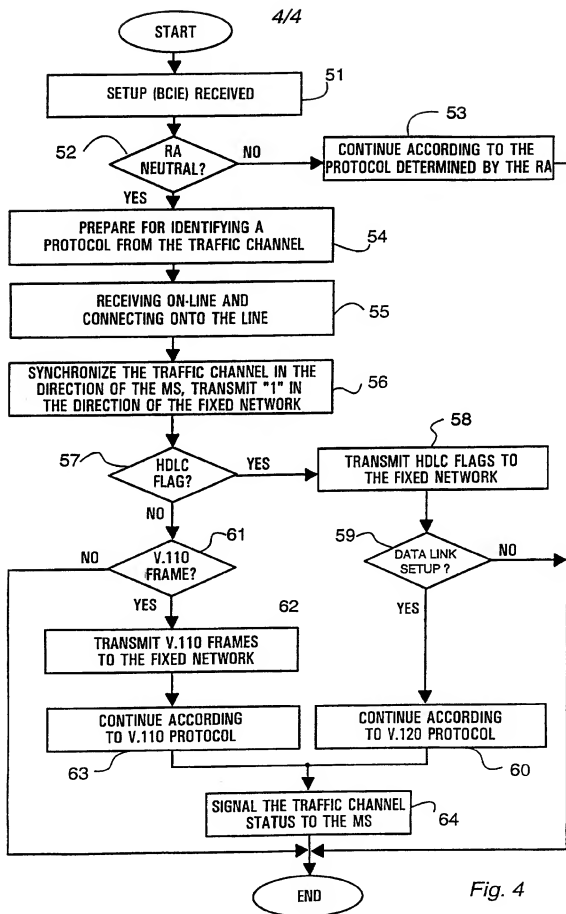 4/4
START
51
SETUP (BCIE) RECEIVED
53
52
RA
NEUTRAL?
NO
CONTINUE ACCORDING TO THE
PROTOCOL DETERMINED BY THE RA
YES
PREPARE FOR IDENTIFYING A
PROTOCOL FROM THE TRAFFIC CHANNEL
54
RECEIVING ON-LINE AND
CONNECTING ONTO THE LINE
55
SYNCHRONIZE THE TRAFFIC CHANNEL IN THE
DIRECTION OF THE MS, TRANSMIT "1" IN
THE DIRECTION OF THE FIXED NETWORK
56
57
HDLC
FLAG?
YES
58
TRANSMIT HDLC FLAGS TO
THE FIXED NETWORK
NO
61
NO
V.110
FRAME?
59
DATA LINK
SETUP ?
NO
YES
62
YES
TRANSMIT V.110 FRAMES
TO THE FIXED NETWORK
CONTINUE ACCORDING
TO V.110 PROTOCOL
63
CONTINUE ACCORDING
TO V.120 PROTOCOL
60
SIGNAL THE TRAFFIC CHANNEL
STATUS TO THE MS
64
END
Fig. 4